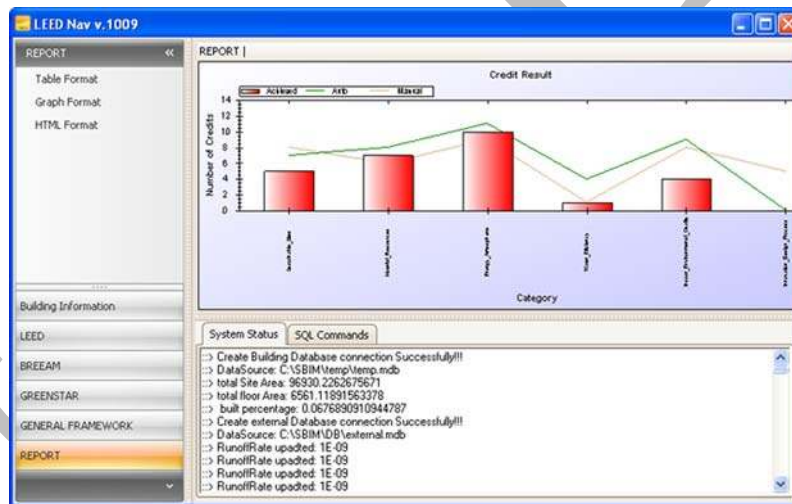 LEED Nav v.1009
REPORT «
Table Format
Graph Format
HTML Format
Building Information
LEED
BREEAM
GREENSTAR
GENERAL FRAMEWORK
REPORT
REPORT |
Credit Result
Achieved
Manual
Number of Credits
14
12
10
8
6
4
2
0
Category
System Status
SQL Commands
::> Create Building Database connection Successfully!!!
::> DataSource: C:\SBIM\temp\temp.mdb
::> total Site Area: 96930.2262675671
::> total floor Area: 6561.11891563378
::> built percentage: 0.0676890910944787
::> Create external Database connection Successfully!!!
::> DataSource: C:\SBIM\DB\external.mdb
::> RunoffRate upadted: 1E-09
::> RunoffRate upadted: 1E-09
::> RunoffRate upadted: 1E-09
::> RunoffRate upadted: 1E-09